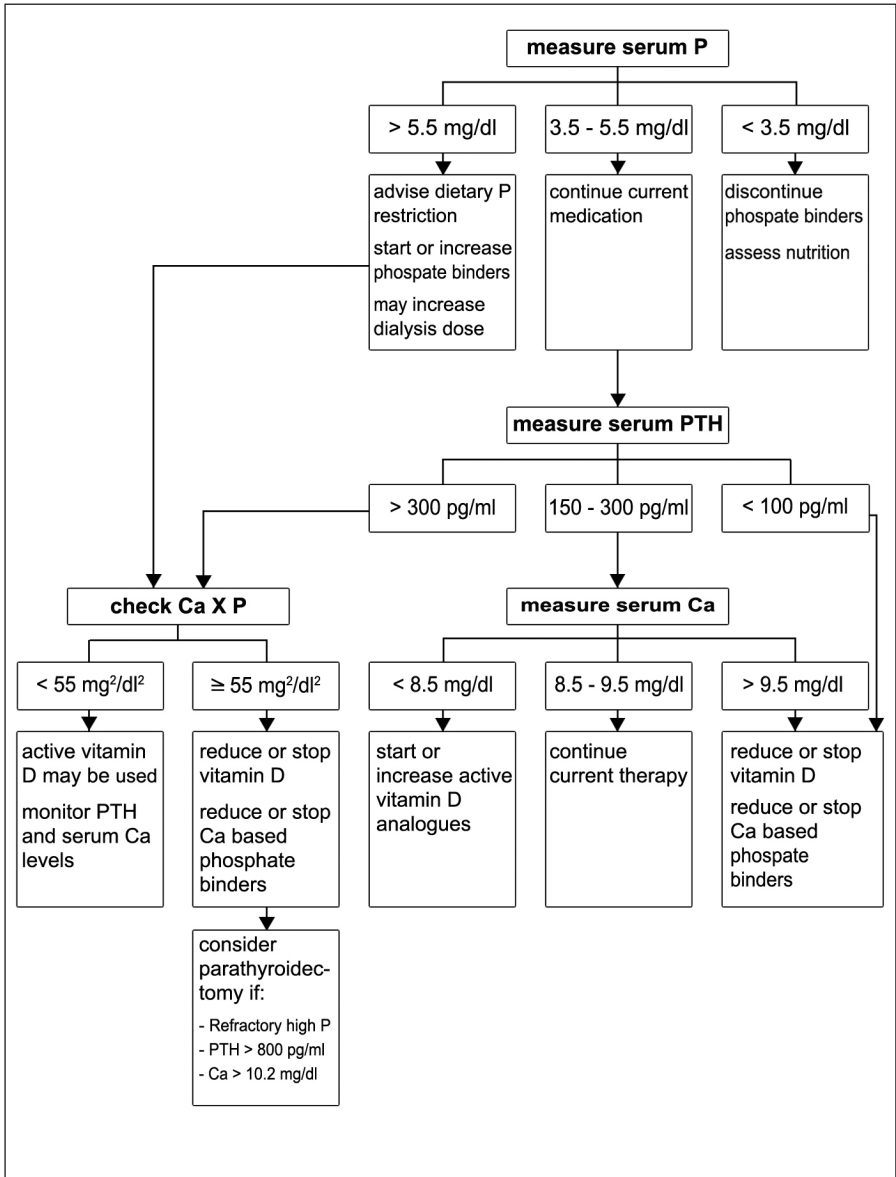 measure serum P
> 5.5 mg/dl
3.5 - 5.5 mg/dl
< 3.5 mg/dl
advise dietary P
restriction
start or increase
phospate binders
may increase
dialysis dose
continue current
medication
discontinue
phospate binders
assess nutrition
measure serum PTH
> 300 pg/ml
150 - 300 pg/ml
< 100 pg/ml
check Ca X P
measure serum Ca
< 55 mg²/dl²
≥ 55 mg²/dl²
< 8.5 mg/dl
8.5 - 9.5 mg/dl
> 9.5 mg/dl
active vitamin
D may be used
monitor PTH
and serum Ca
levels
reduce or stop
vitamin D
reduce or stop
Ca based
phosphate
binders
start or
increase active
vitamin D
analogues
continue
current therapy
reduce or stop
vitamin D
reduce or stop
Ca based
phospate
binders
consider
parathyroidec-
tomy if:
- Refractory high P
- PTH > 800 pg/ml
- Ca > 10.2 mg/dl